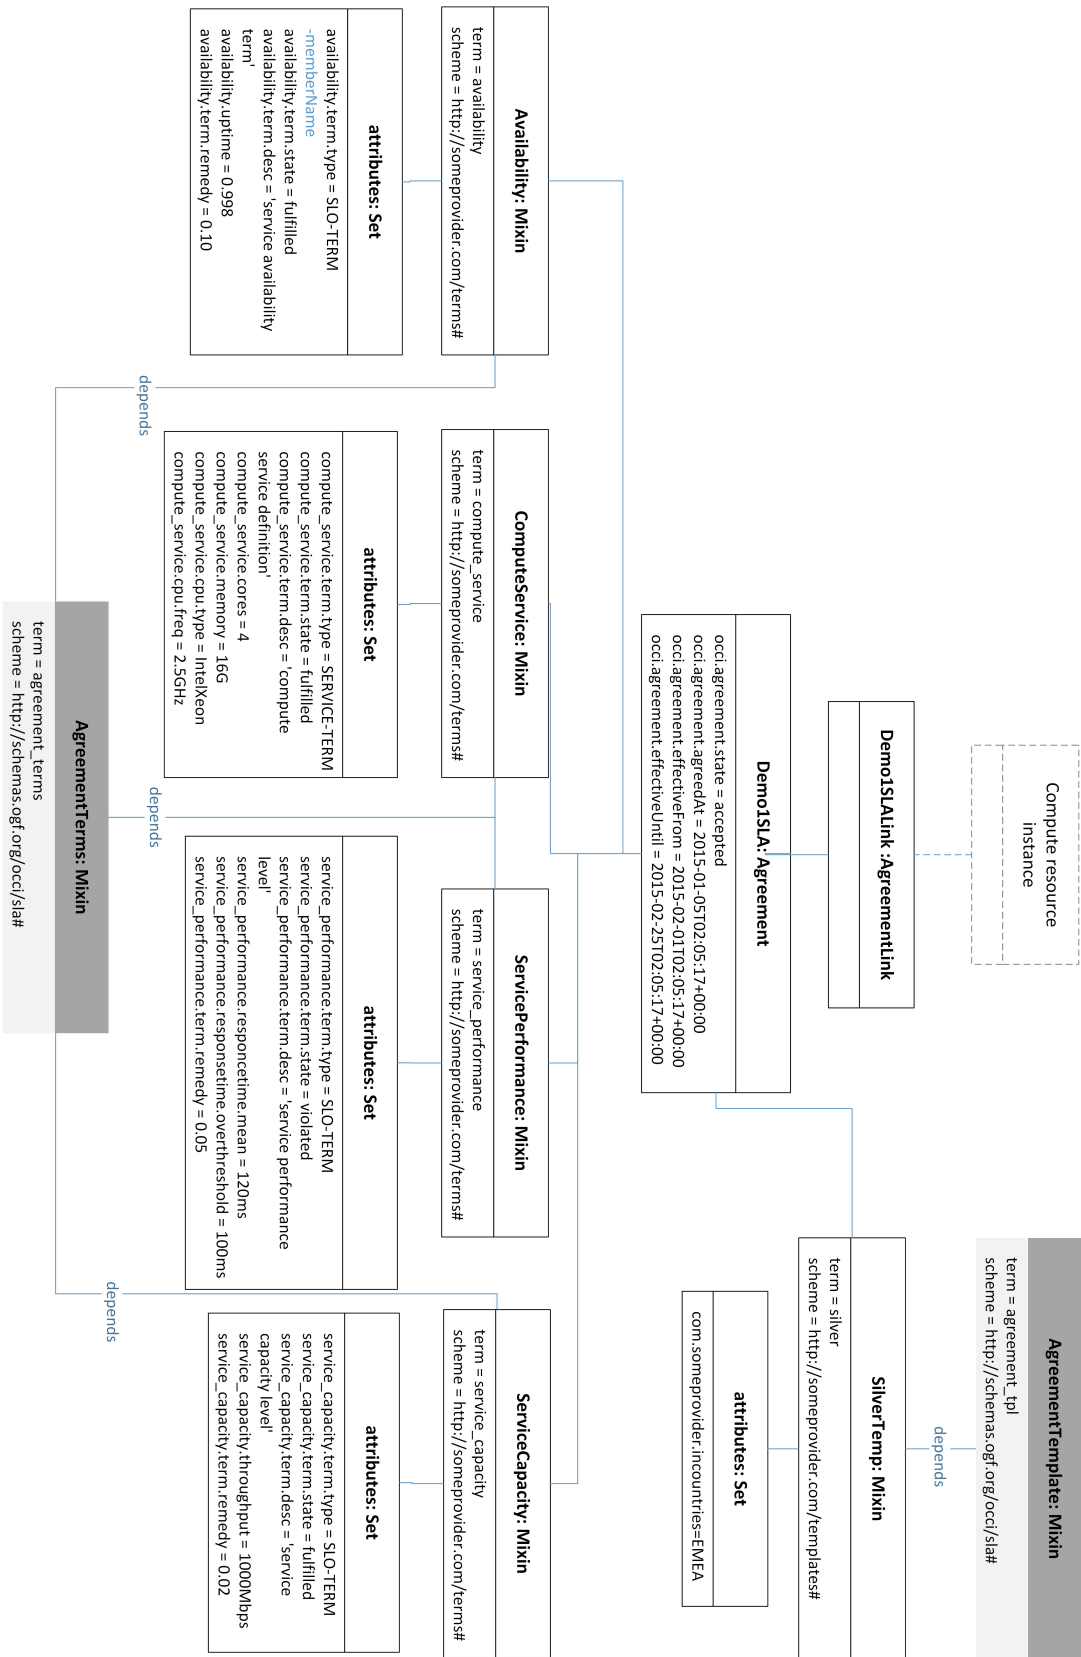 Compute resource
instance
AgreementTemplate: Mixin
term = agreement_tpl
scheme = http://schemas.ogf.org/occi/sla#
depends
Demo1SLALink :AgreementLink
SilverTemp: Mixin
term = silver
scheme = http://someprovider.com/templates#
attributes: Set
com.someprovider.incountries=EMEA
Demo1SLA: Agreement
occi.agreement.state = accepted
occi.agreement.agreedAt = 2015-01-05T02:05:17+00:00
occi.agreement.effectiveFrom = 2015-02-01T02:05:17+00:00
occi.agreement.effectiveUntil = 2015-02-25T02:05:17+00:00
Availability: Mixin
term = availability
scheme = http://someprovider.com/terms#
attributes: Set
availability.term.type = SLO-TERM
-memberName
availability.term.state = fulfilled
availability.term.desc = 'service availability
term'
availability.uptime = 0.998
availability.term.remedy = 0.10
ComputeService: Mixin
term = compute_service
scheme = http://someprovider.com/terms#
attributes: Set
compute_service.term.type = SERVICE-TERM
compute_service.term.state = fulfilled
compute_service.term.desc = 'compute
service definition'
compute_service.cores = 4
compute_service.memory = 16G
compute_service.cpu.type = IntelXeon
compute_service.cpu.freq = 2.5GHz
ServicePerformance: Mixin
term = service_performance
scheme = http://someprovider.com/terms#
attributes: Set
service_performance.term.type = SLO-TERM
service_performance.term.state = violated
service_performance.term.desc = 'service performance
level'
service_performance.responcetime.mean = 120ms
service_performance.responsetime.overthreshold = 100ms
service_performance.term.remedy = 0.05
ServiceCapacity: Mixin
term = service_capacity
scheme = http://someprovider.com/terms#
attributes: Set
service_capacity.term.type = SLO-TERM
service_capacity.term.state = fulfilled
service_capacity.term.desc = 'service
capacity level'
service_capacity.throughput = 1000Mbps
service_capacity.term.remedy = 0.02
depends
depends
depends
AgreementTerms: Mixin
term = agreement_terms
scheme = http://schemas.ogf.org/occi/sla#